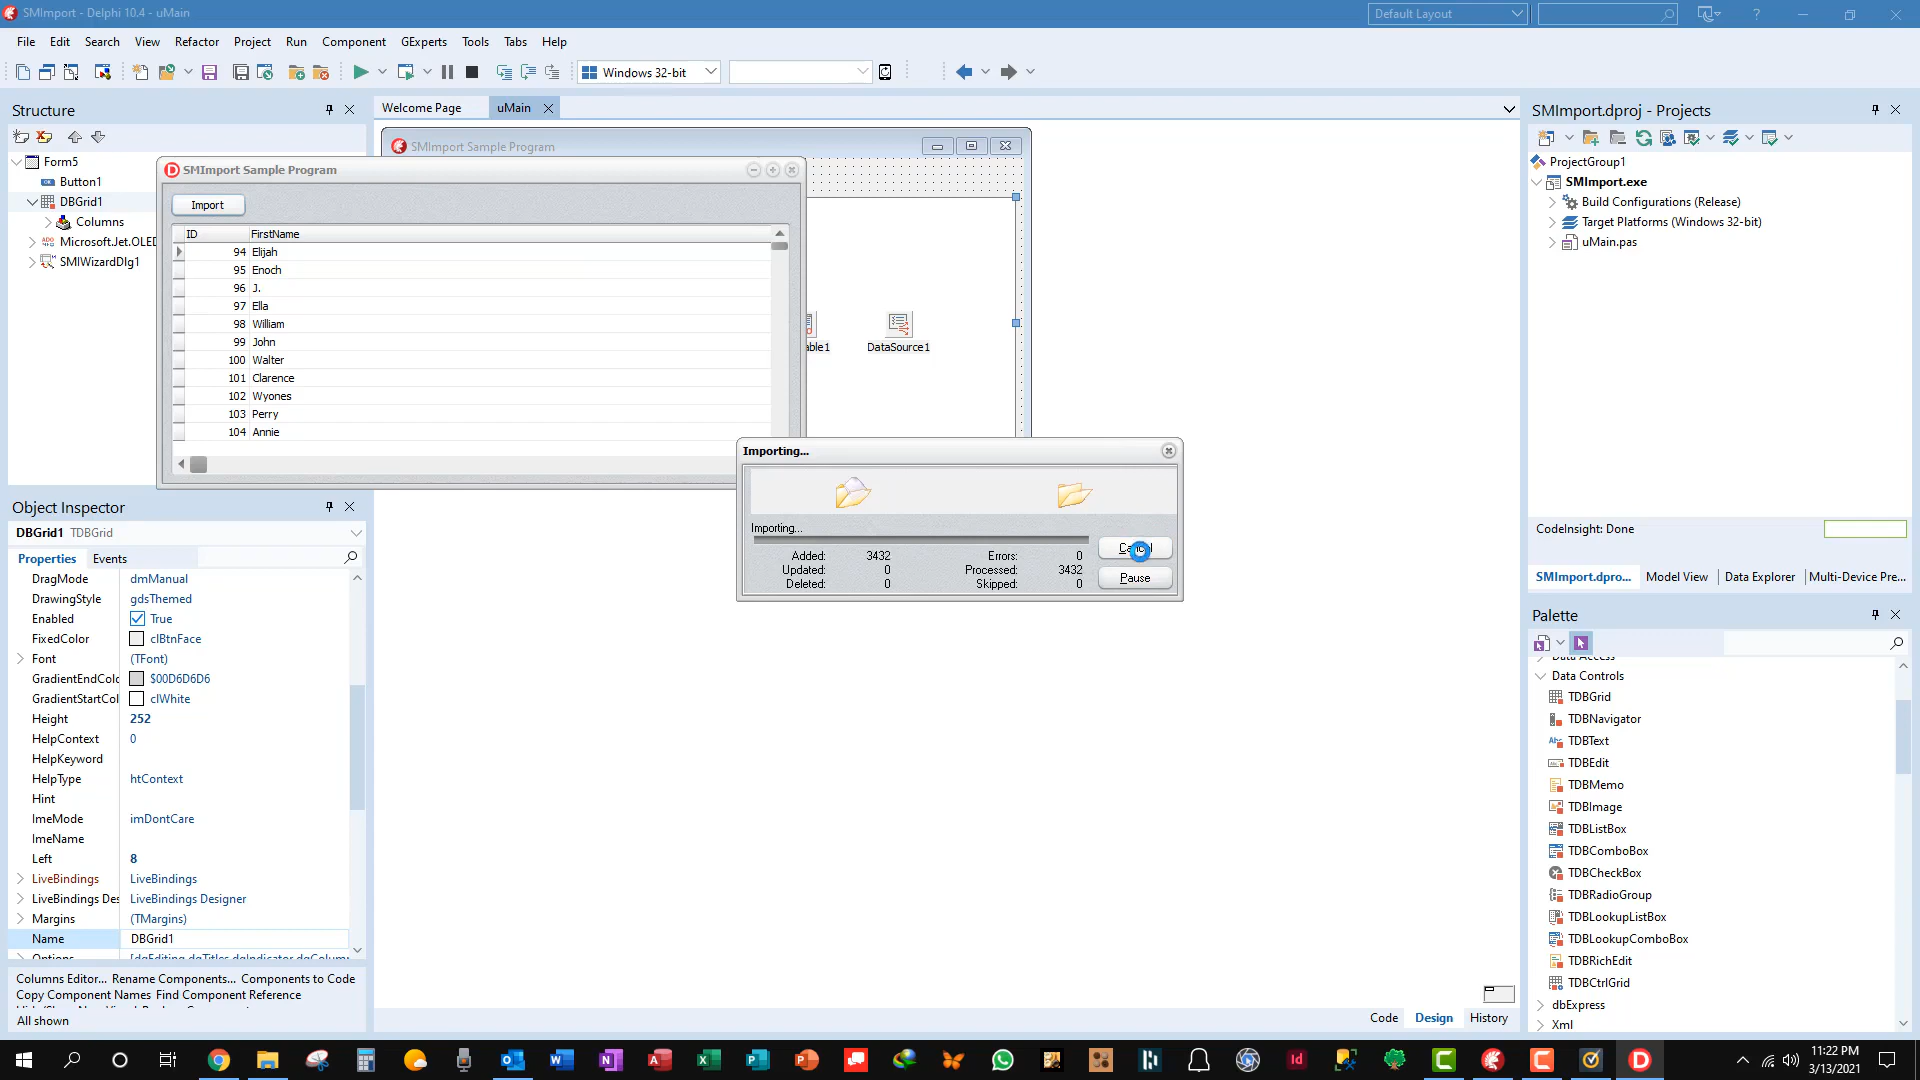 SMImport - Delphi 10.4 - uMain
Default Layout
File Edit Search View Refactor Project Run Component GExperts Tools Tabs Help
Windows 32-bit
Structure
Form5
Button1
DBGrid1
Columns
Microsoft.Jet.OLED
SMIWizardDlg1
Welcome Page
uMain
SMImport Sample Program
able1
DataSource1
SMImport Sample Program
Import
ID FirstName
94 Elijah
95 Enoch
96 J.
97 Ella
98 William
99 John
100 Walter
101 Clarence
102 Wyones
103 Perry
104 Annie
Importing...
Importing...
Added: 3432 Errors: 0
Updated: 0 Processed: 3432
Deleted: 0 Skipped: 0
Pause
Object Inspector
DBGrid1 TDBGrid
Properties Events
DragMode dmManual
DrawingStyle gdsThemed
Enabled True
FixedColor clBtnFace
Font (TFont)
GradientEndColo $00D6D6D6
GradientStartCol clWhite
Height 252
HelpContext 0
HelpKeyword
HelpType htContext
Hint
ImeMode imDontCare
ImeName
Left 8
LiveBindings LiveBindings
LiveBindings Des LiveBindings Designer
Margins (TMargins)
Name DBGrid1
Columns Editor... Rename Components... Components to Code
Copy Component Names Find Component Reference
All shown
Code Design History
SMImport.dproj - Projects
ProjectGroup1
SMImport.exe
Build Configurations (Release)
Target Platforms (Windows 32-bit)
uMain.pas
CodeInsight: Done
SMImport.dpro... Model View Data Explorer Multi-Device Pre...
Palette
Data Access
Data Controls
TDBGrid
TDBNavigator
TDBText
TDBEdit
TDBMemo
TDBImage
TDBListBox
TDBComboBox
TDBCheckBox
TDBRadioGroup
TDBLookupListBox
TDBLookupComboBox
TDBRichEdit
TDBCtrlGrid
dbExpress
Xml
11:22 PM
3/13/2021